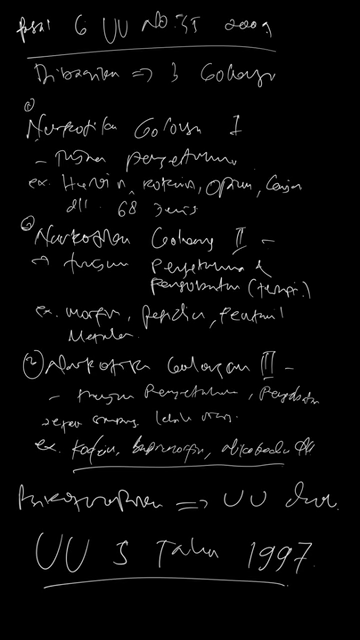 Pasal 6 UU No. 35 2009
Dibagikan => 3 Golongan
Narkotika Golongan I
- Tujuan pengetahuan
ex. Heroin, kokain, opium, Ganja
dll. 68 Jenis
Narkotika Golongan II -
Tujuan Pengetahuan &
pengobatan (terapi.)
ex. morfin, petidin, fentanil
Metadon
Narkotika Golongan III -
- tujuan Pengetahuan, Pengobatan
lebih
ex. Kodein, buprenorfin,
Psikotropika => UU
UU 5 Tahun 1997